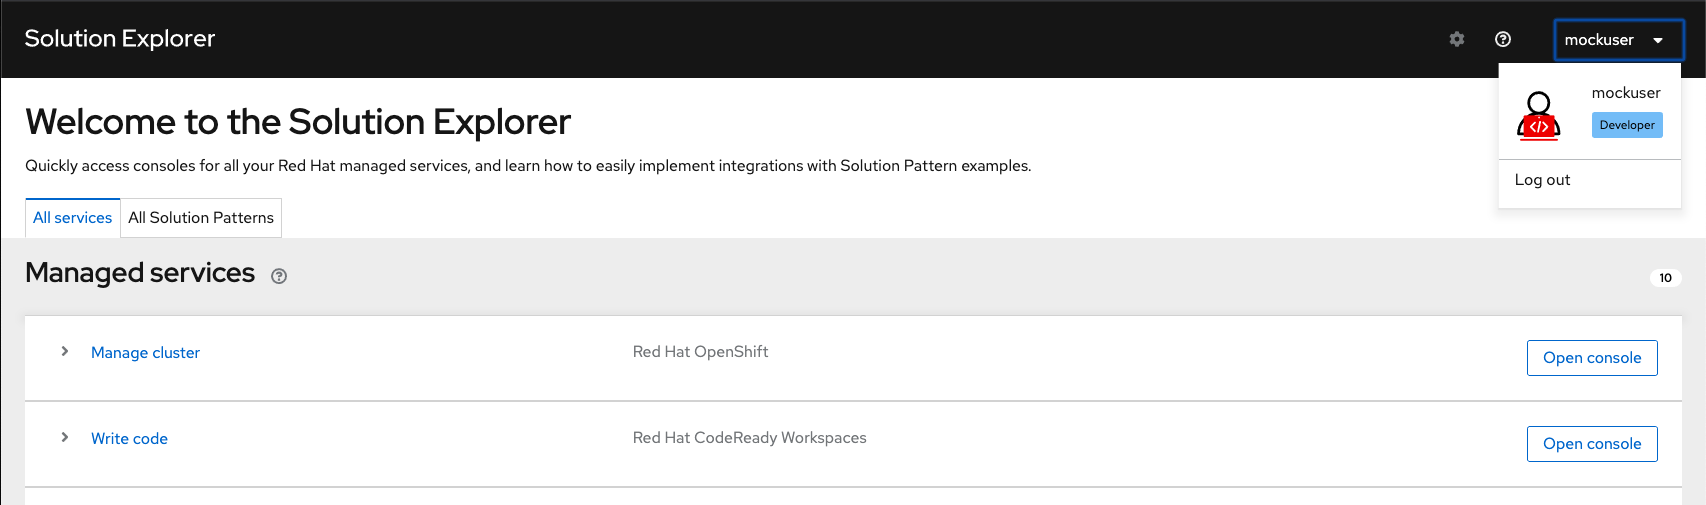 Solution Explorer
mockuser
mockuser
Developer
Log out
Welcome to the Solution Explorer
Quickly access consoles for all your Red Hat managed services, and learn how to easily implement integrations with Solution Pattern examples.
All services All Solution Patterns
Managed services 10
Manage cluster Red Hat OpenShift Open console
Write code Red Hat CodeReady Workspaces Open console